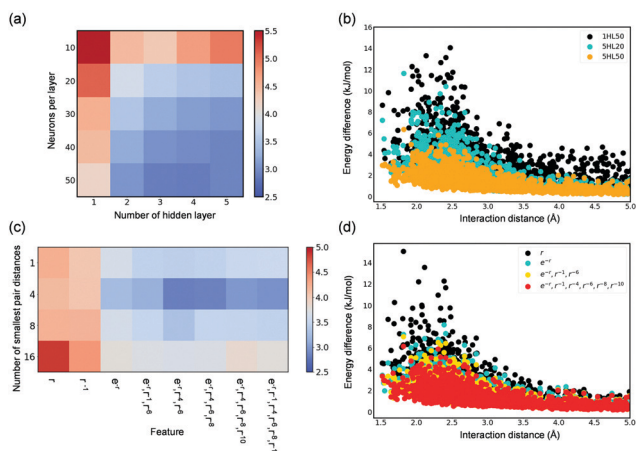 (a)
Neurons per layer
10
20
30
40
50
1 2 3 4 5
Number of hidden layer
5.5
5.0
4.5
4.0
3.5
3.0
2.5
(b)
Energy difference (kJ/mol)
16
14
12
10
8
6
4
2
0
1HL50
5HL20
5HL50
1.5 2.0 2.5 3.0 3.5 4.0 4.5 5.0
Interaction distance (Å)
(c)
Number of smallest pair distances
1
4
8
16
r
r⁻¹
Feature
5.0
4.5
4.0
3.5
3.0
2.5
(d)
Energy difference (kJ/mol)
16
14
12
10
8
6
4
2
0
r
e⁻ʳ
e⁻ʳ, r⁻¹, r⁻⁶
e⁻ʳ, r⁻¹, r⁻⁴, r⁻⁶, r⁻⁸, r⁻¹⁰
1.5 2.0 2.5 3.0 3.5 4.0 4.5 5.0
Interaction distance (Å)